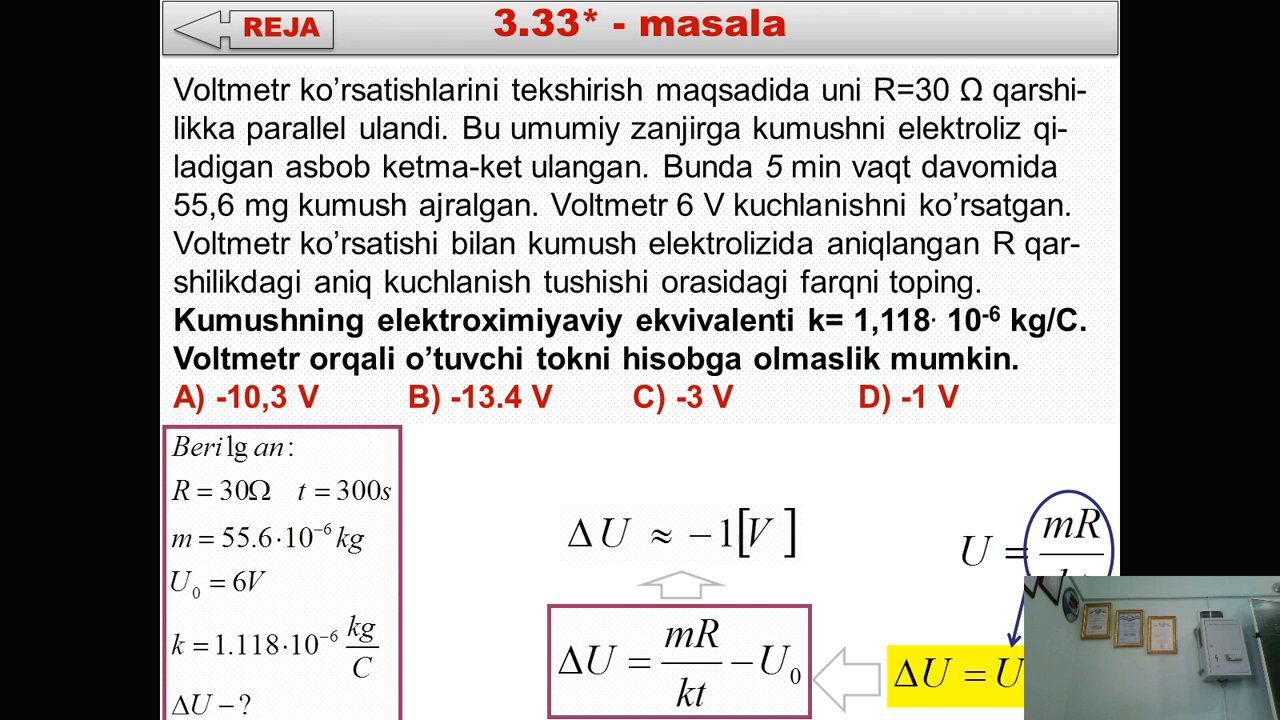 REJA
3.33* - masala
Voltmetr ko’rsatishlarini tekshirish maqsadida uni R=30 Ω qarshi-
likka parallel ulandi. Bu umumiy zanjirga kumushni elektroliz qi-
ladigan asbob ketma-ket ulangan. Bunda 5 min vaqt davomida
55,6 mg kumush ajralgan. Voltmetr 6 V kuchlanishni ko’rsatgan.
Voltmetr ko’rsatishi bilan kumush elektrolizida aniqlangan R qar-
shilikdagi aniq kuchlanish tushishi orasidagi farqni toping.
Kumushning elektroximiyaviy ekvivalenti k= 1,118· 10⁻⁶ kg/C.
Voltmetr orqali o’tuvchi tokni hisobga olmaslik mumkin.
A) -10,3 V B) -13.4 V C) -3 V D) -1 V
Berilgan:
R = 30Ω t = 300s
m = 55.6·10⁻⁶ kg
U₀ = 6V
k = 1.118·10⁻⁶ kg/C
ΔU − ?
ΔU ≈ −1[V]
ΔU = mR/kt − U₀
U = mR
ΔU = U